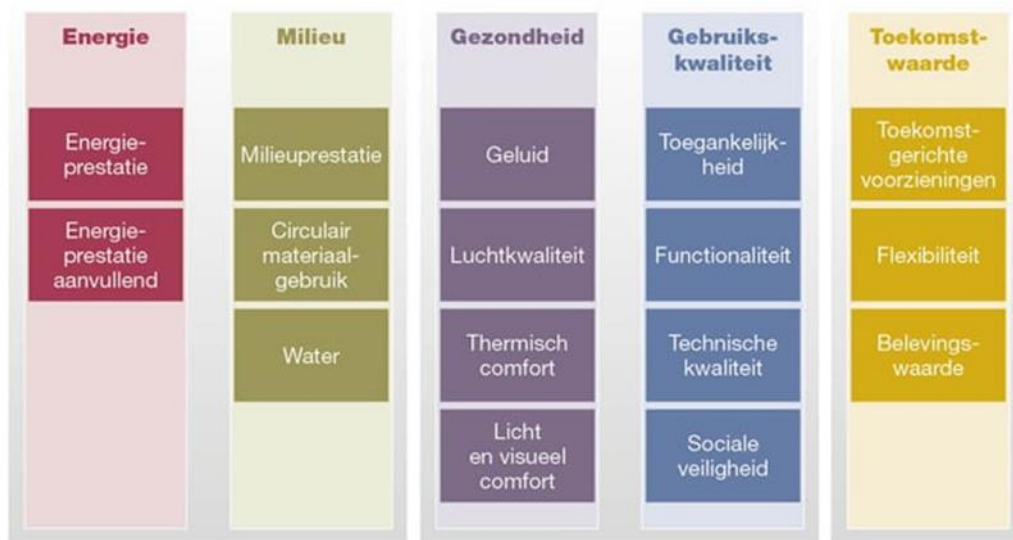 Energie
Energie-
prestatie
Energie-
prestatie
aanvullend
Milieu
Milieuprestatie
Circulair
materiaal-
gebruik
Water
Gezondheid
Geluid
Luchtkwaliteit
Thermisch
comfort
Licht
en visueel
comfort
Gebruiks-
kwaliteit
Toegankelijk-
heid
Functionaliteit
Technische
kwaliteit
Sociale
veiligheid
Toekomst-
waarde
Toekomst-
gerichte
voorzieningen
Flexibiliteit
Belevings-
waarde